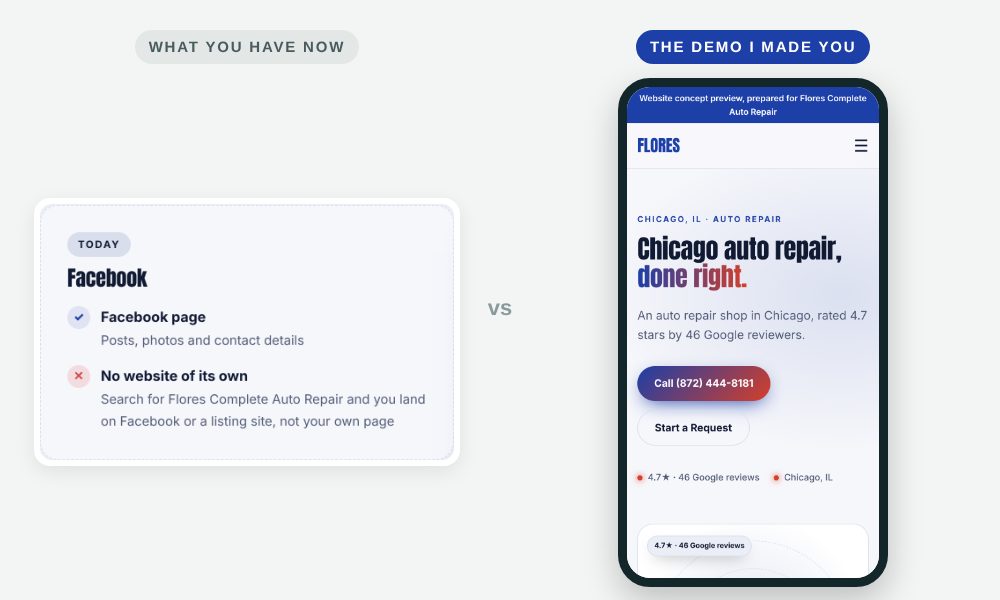 WHAT YOU HAVE NOW
TODAY
Facebook
Facebook page
Posts, photos and contact details
No website of its own
Search for Flores Complete Auto Repair and you land
on Facebook or a listing site, not your own page
vs
THE DEMO I MADE YOU
Website concept preview, prepared for Flores Complete
Auto Repair
FLORES
CHICAGO, IL · AUTO REPAIR
Chicago auto repair,
done right.
An auto repair shop in Chicago, rated 4.7
stars by 46 Google reviewers.
Call (872) 444-8181
Start a Request
4.7★ · 46 Google reviews
Chicago, IL
4.7★ · 46 Google reviews